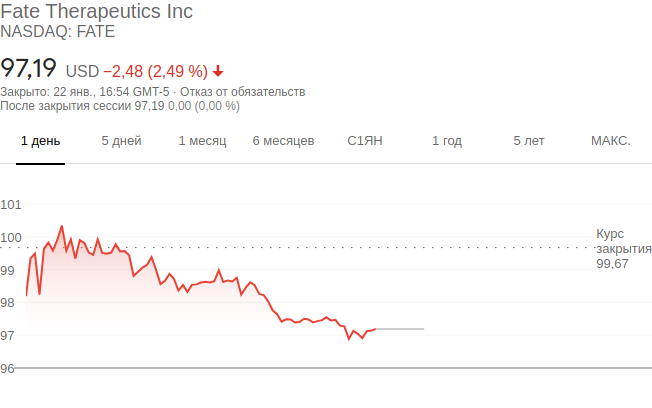 Fate Therapeutics Inc
NASDAQ: FATE
97,19 USD −2,48 (2,49 %)
Закрыто: 22 янв., 16:54 GMT-5 · Отказ от обязательств
После закрытия сессии 97,19 0,00 (0,00 %)
1 день 5 дней 1 месяц 6 месяцев С1ЯН 1 год 5 лет МАКС.
101
100
99
98
97
96
Курс
закрытия
99,67